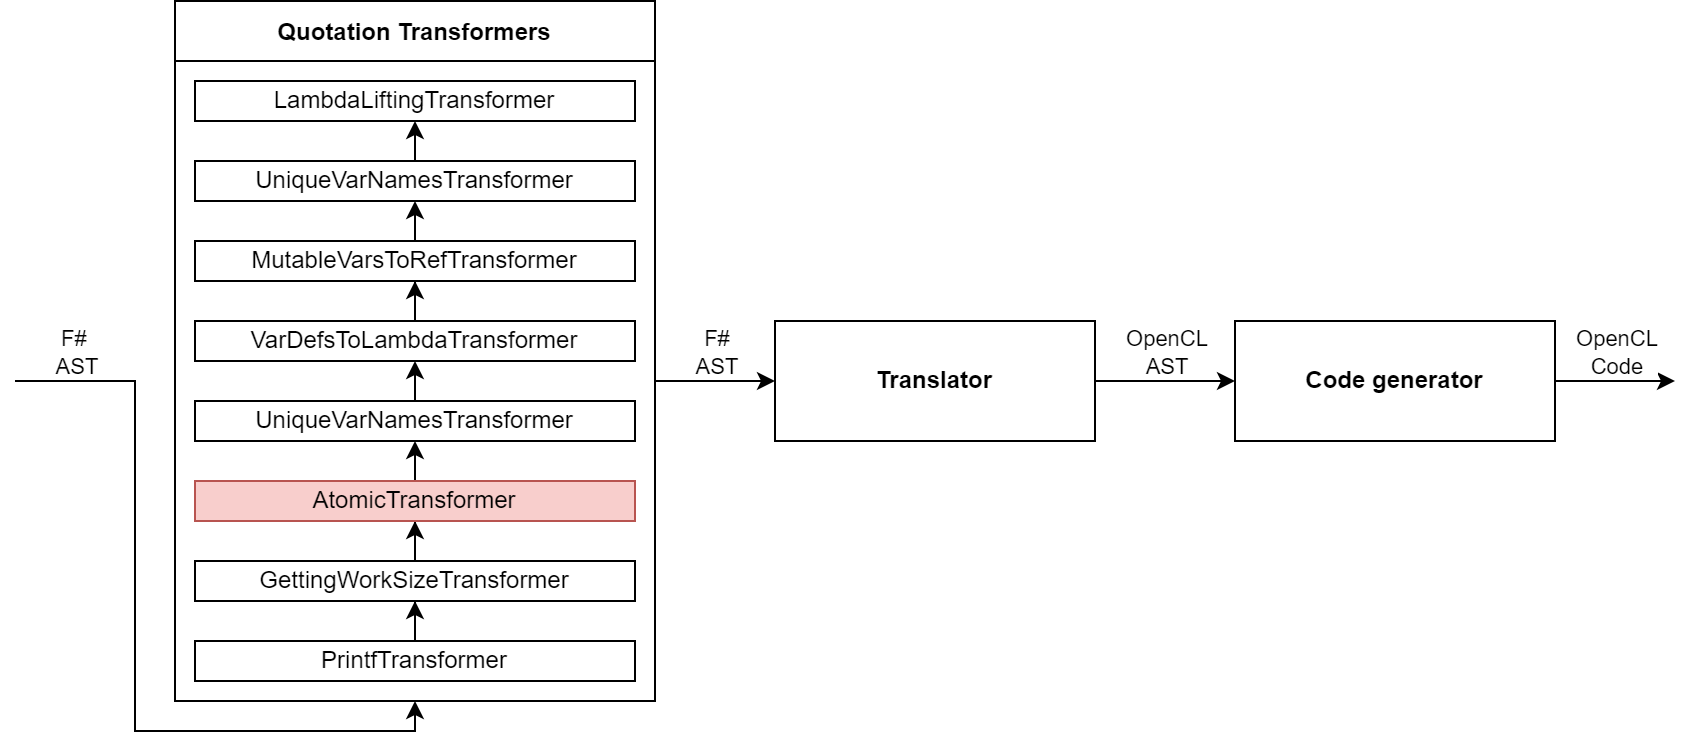 Quotation Transformers
LambdaLiftingTransformer
UniqueVarNamesTransformer
MutableVarsToRefTransformer
VarDefsToLambdaTransformer
UniqueVarNamesTransformer
AtomicTransformer
GettingWorkSizeTransformer
PrintfTransformer
F#
AST
F#
AST
Translator
OpenCL
AST
Code generator
OpenCL
Code